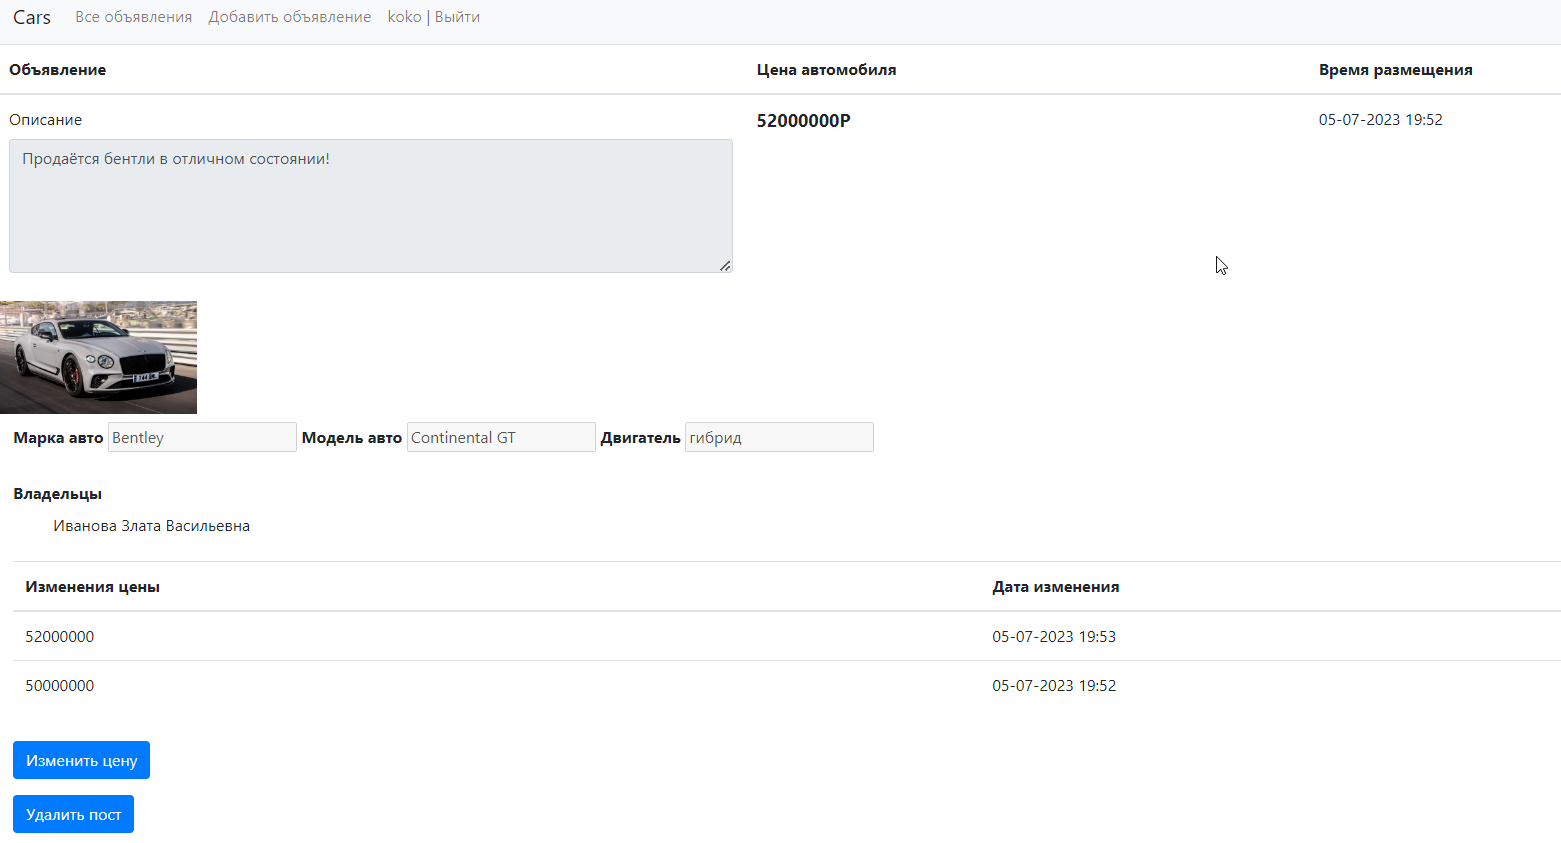 Cars Все объявления Добавить объявление koko | Выйти
Объявление Цена автомобиля Время размещения
Описание 52000000Р 05-07-2023 19:52
Продаётся бентли в отличном состоянии!
Марка авто Bentley Модель авто Continental GT Двигатель гибрид
Владельцы
Иванова Злата Васильевна
Изменения цены Дата изменения
52000000 05-07-2023 19:53
50000000 05-07-2023 19:52
Изменить цену
Удалить пост